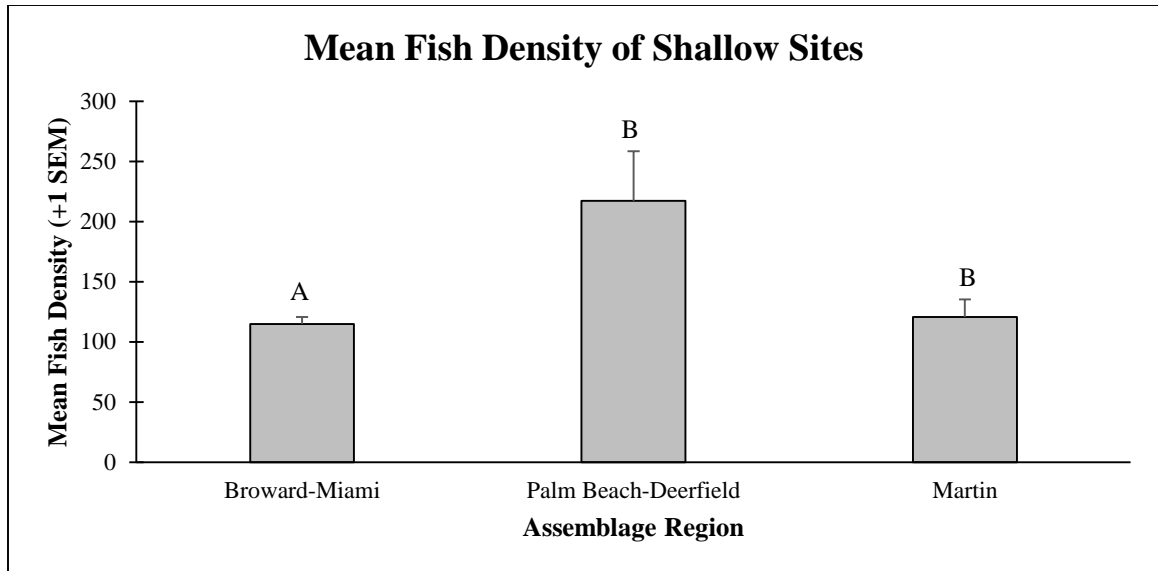 Mean Fish Density of Shallow Sites
Mean Fish Density (+1 SEM)
300
250
200
150
100
50
0
A
B
B
Broward-Miami
Palm Beach-Deerfield
Martin
Assemblage Region